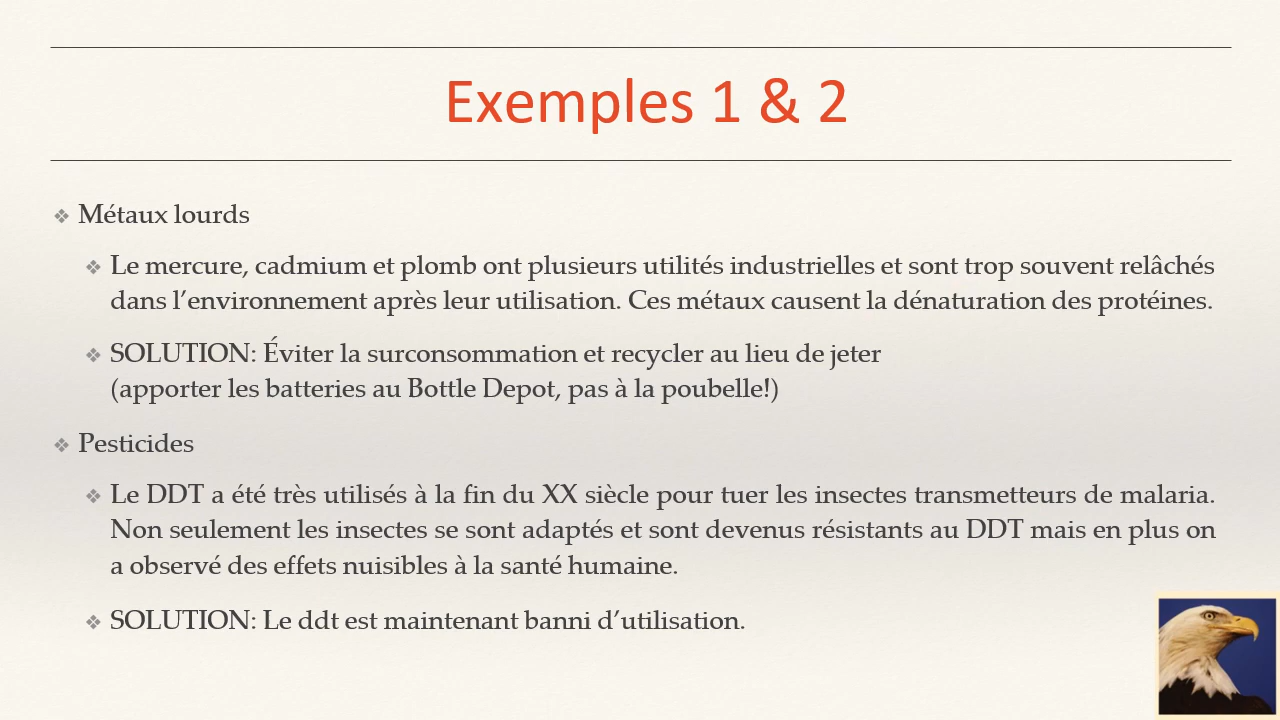 Exemples 1 & 2
Métaux lourds
Le mercure, cadmium et plomb ont plusieurs utilités industrielles et sont trop souvent relâchés
dans l’environnement après leur utilisation. Ces métaux causent la dénaturation des protéines.
SOLUTION: Éviter la surconsommation et recycler au lieu de jeter
(apporter les batteries au Bottle Depot, pas à la poubelle!)
Pesticides
Le DDT a été très utilisés à la fin du XX siècle pour tuer les insectes transmetteurs de malaria.
Non seulement les insectes se sont adaptés et sont devenus résistants au DDT mais en plus on
a observé des effets nuisibles à la santé humaine.
SOLUTION: Le ddt est maintenant banni d’utilisation.